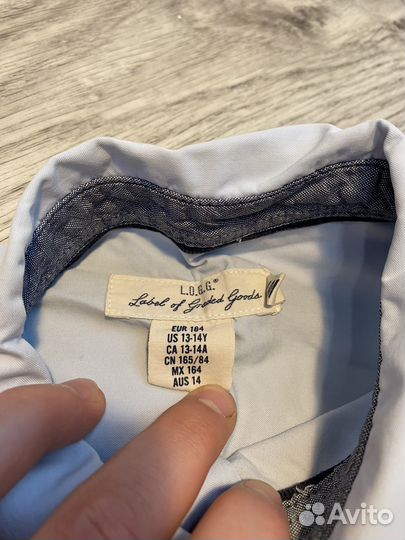 L.O.G.G.®
Label of Graded Goods
EUR 164
US 13-14Y
CA 13-14A
CN 165/84
MX 164
AUS 14
Avito